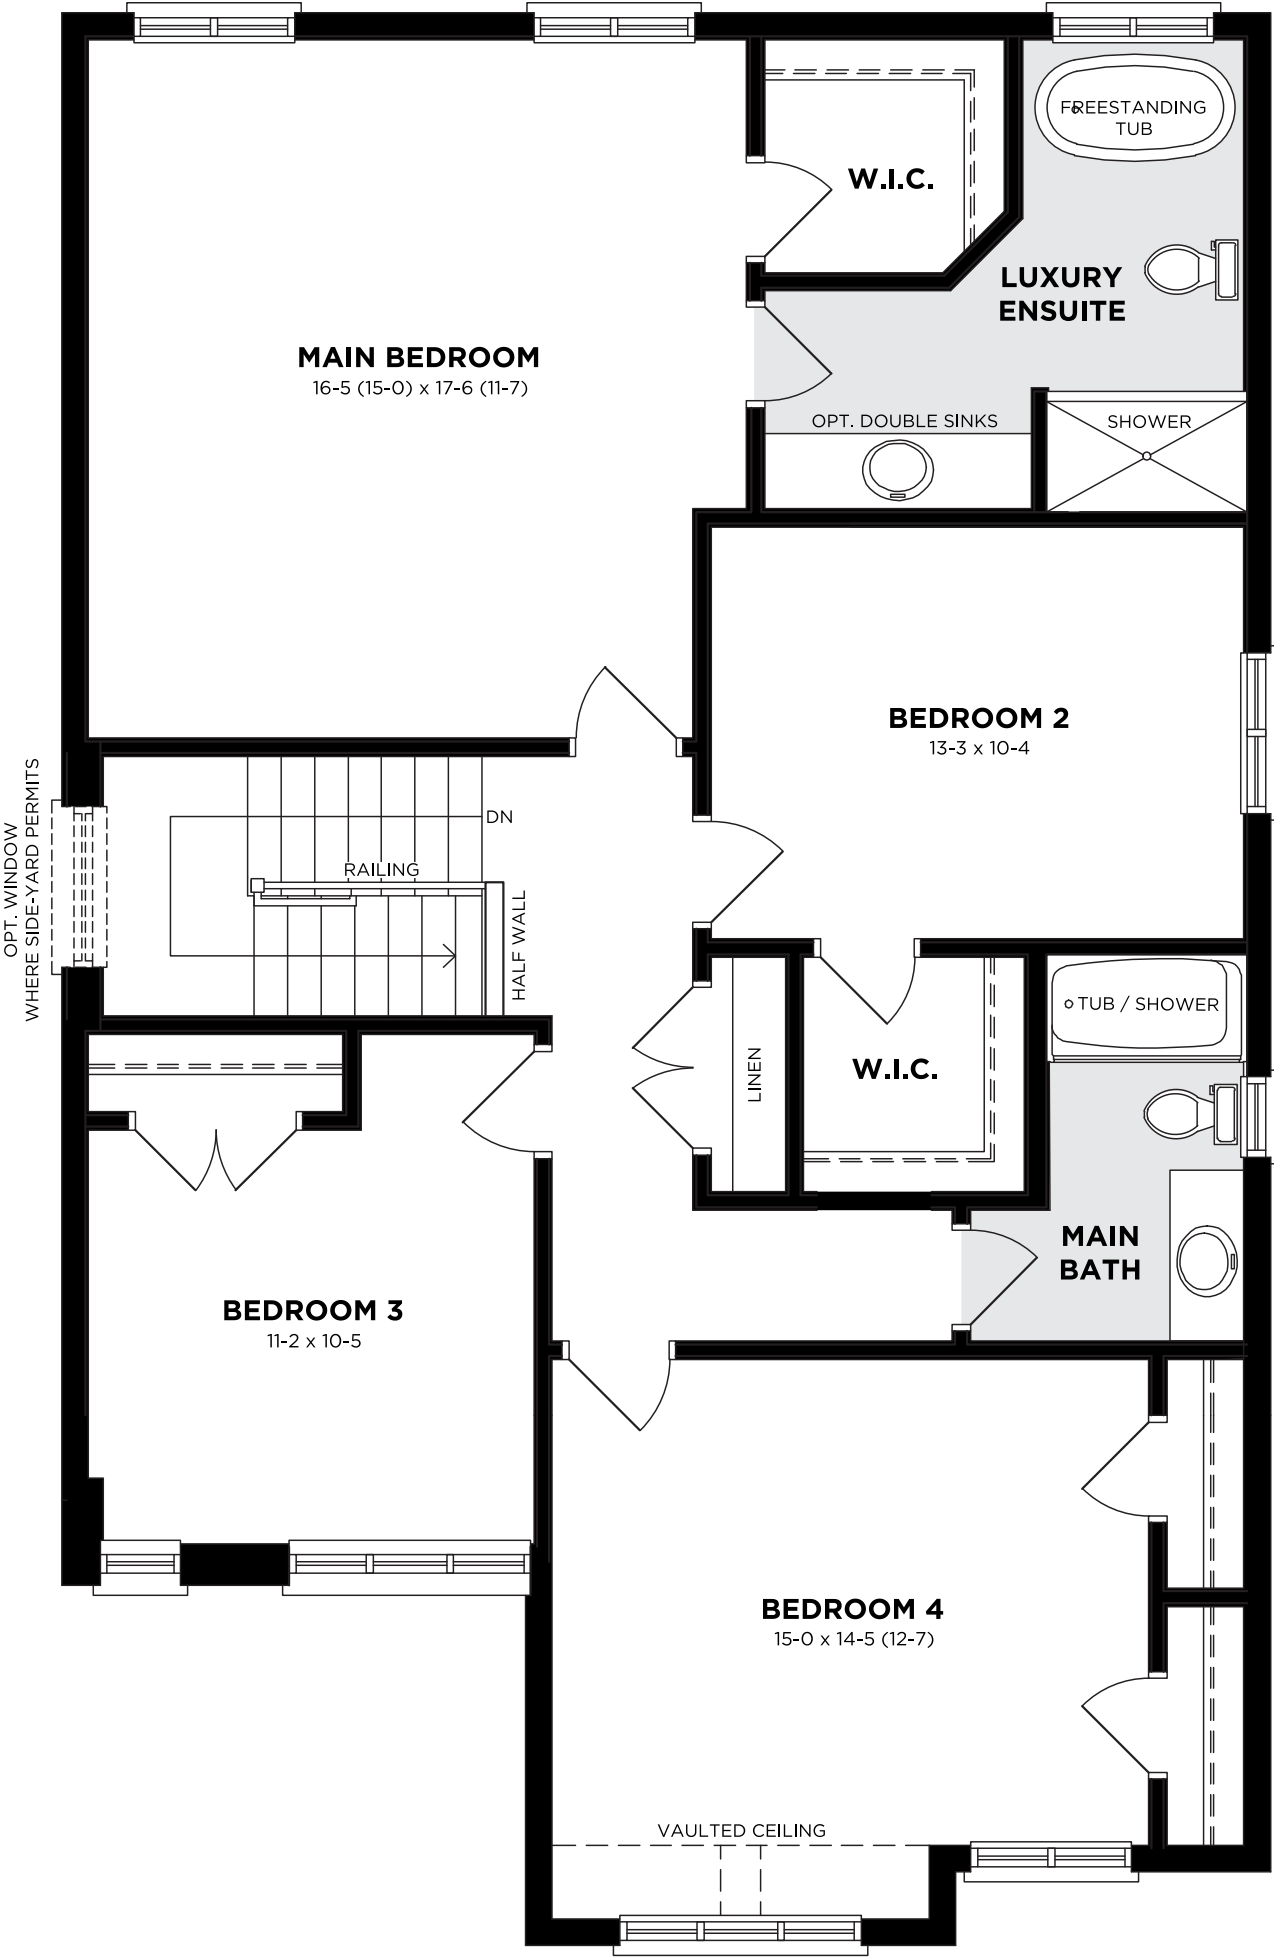 FREESTANDING
TUB
W.I.C.
LUXURY
ENSUITE
MAIN BEDROOM
16-5 (15-0) x 17-6 (11-7)
OPT. DOUBLE SINKS
SHOWER
BEDROOM 2
13-3 x 10-4
OPT. WINDOW
WHERE SIDE-YARD PERMITS
DN
RAILING
HALF WALL
LINEN
W.I.C.
TUB / SHOWER
MAIN
BATH
BEDROOM 3
11-2 x 10-5
BEDROOM 4
15-0 x 14-5 (12-7)
VAULTED CEILING